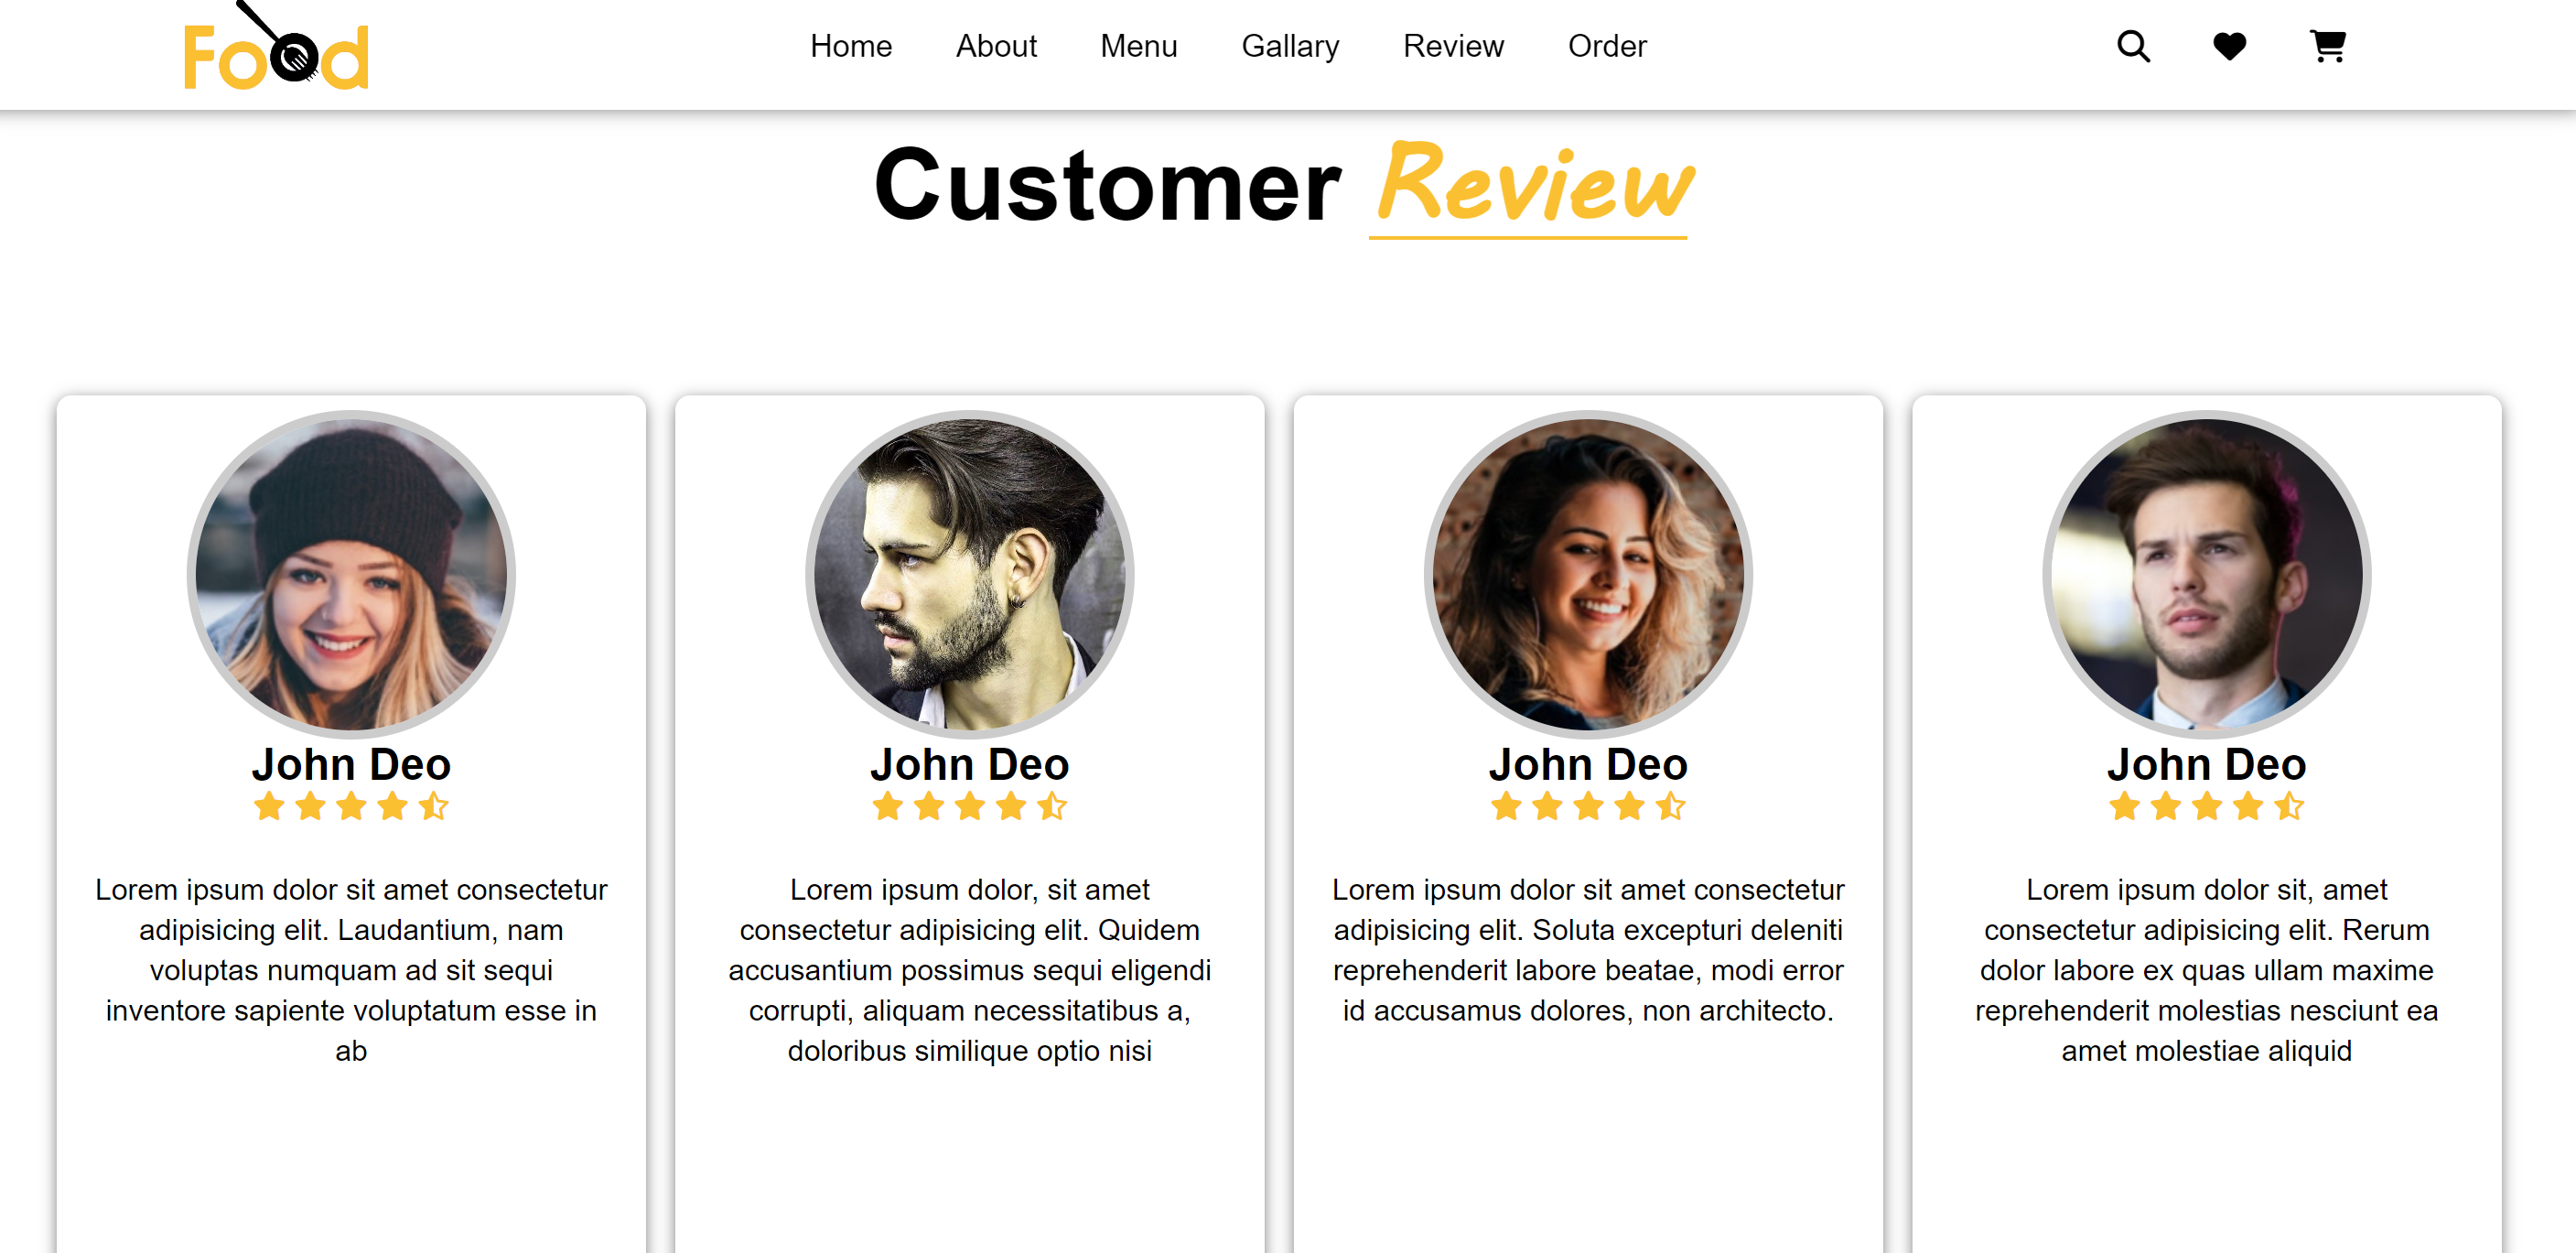 Food
Home About Menu Gallary Review Order
Customer Review
John Deo
Lorem ipsum dolor sit amet consectetur
adipisicing elit. Laudantium, nam
voluptas numquam ad sit sequi
inventore sapiente voluptatum esse in
ab
John Deo
Lorem ipsum dolor, sit amet
consectetur adipisicing elit. Quidem
accusantium possimus sequi eligendi
corrupti, aliquam necessitatibus a,
doloribus similique optio nisi
John Deo
Lorem ipsum dolor sit amet consectetur
adipisicing elit. Soluta excepturi deleniti
reprehenderit labore beatae, modi error
id accusamus dolores, non architecto.
John Deo
Lorem ipsum dolor sit, amet
consectetur adipisicing elit. Rerum
dolor labore ex quas ullam maxime
reprehenderit molestias nesciunt ea
amet molestiae aliquid